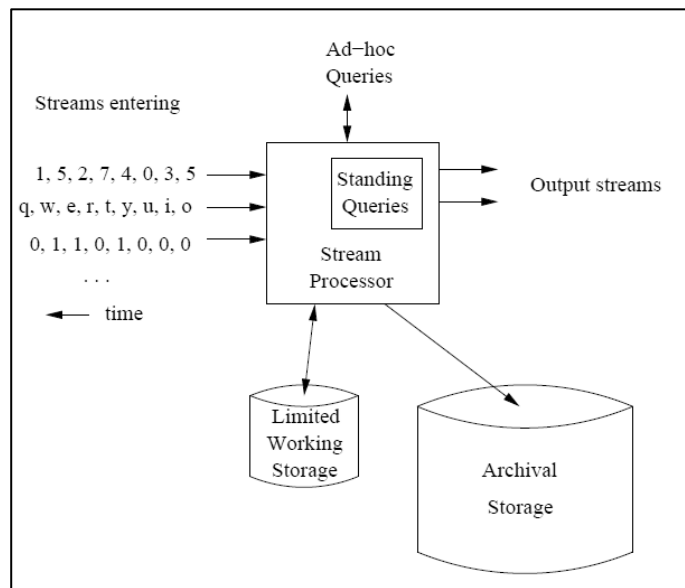 Ad−hoc
Queries
Streams entering
1, 5, 2, 7, 4, 0, 3, 5
q, w, e, r, t, y, u, i, o
0, 1, 1, 0, 1, 0, 0, 0
. . .
time
Standing
Queries
Stream
Processor
Output streams
Limited
Working
Storage
Archival
Storage